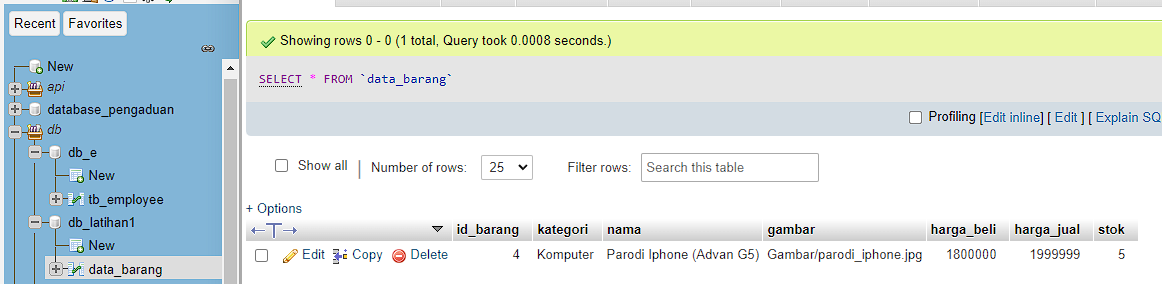 Recent Favorites
New
api
database_pengaduan
db
db_e
New
tb_employee
db_latihan1
New
data_barang
Showing rows 0 - 0 (1 total, Query took 0.0008 seconds.)
SELECT * FROM `data_barang`
Profiling [Edit inline] [ Edit ] [ Explain SQ
Show all | Number of rows: 25 Filter rows: Search this table
+ Options
id_barang kategori nama gambar harga_beli harga_jual stok
Edit Copy Delete 4 Komputer Parodi Iphone (Advan G5) Gambar/parodi_iphone.jpg 1800000 1999999 5